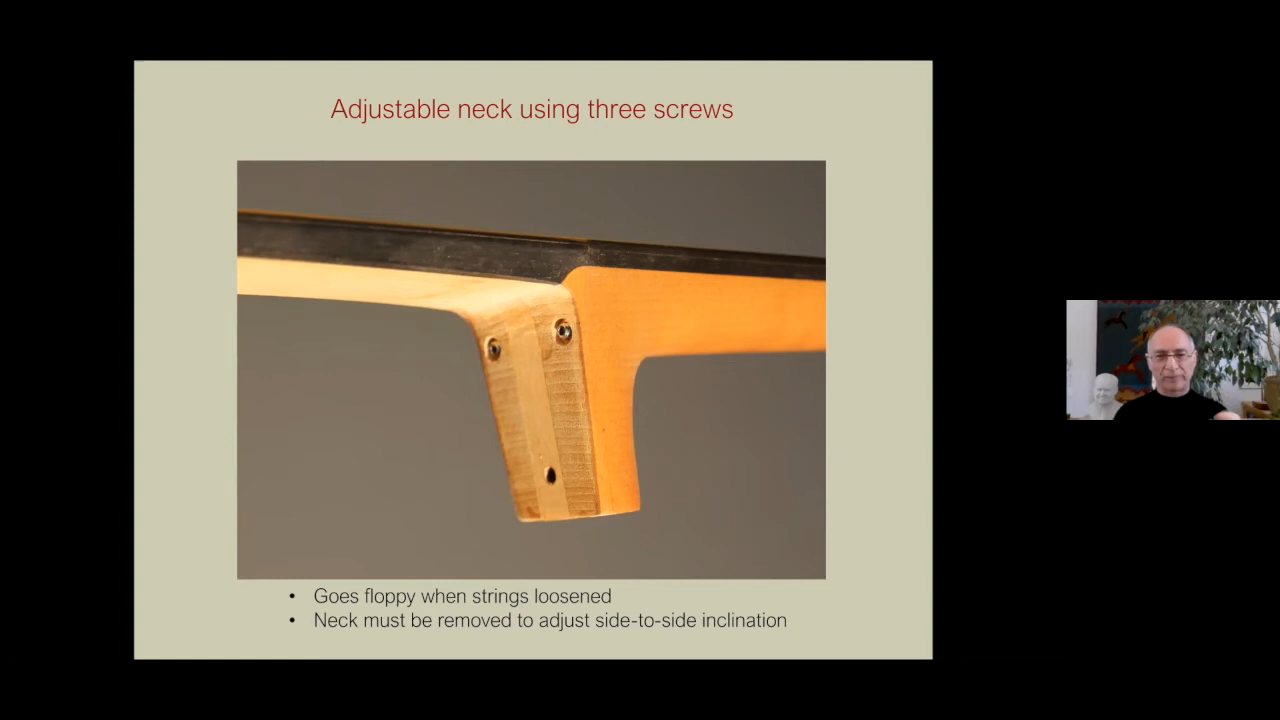 Adjustable neck using three screws
• Goes floppy when strings loosened
• Neck must be removed to adjust side-to-side inclination